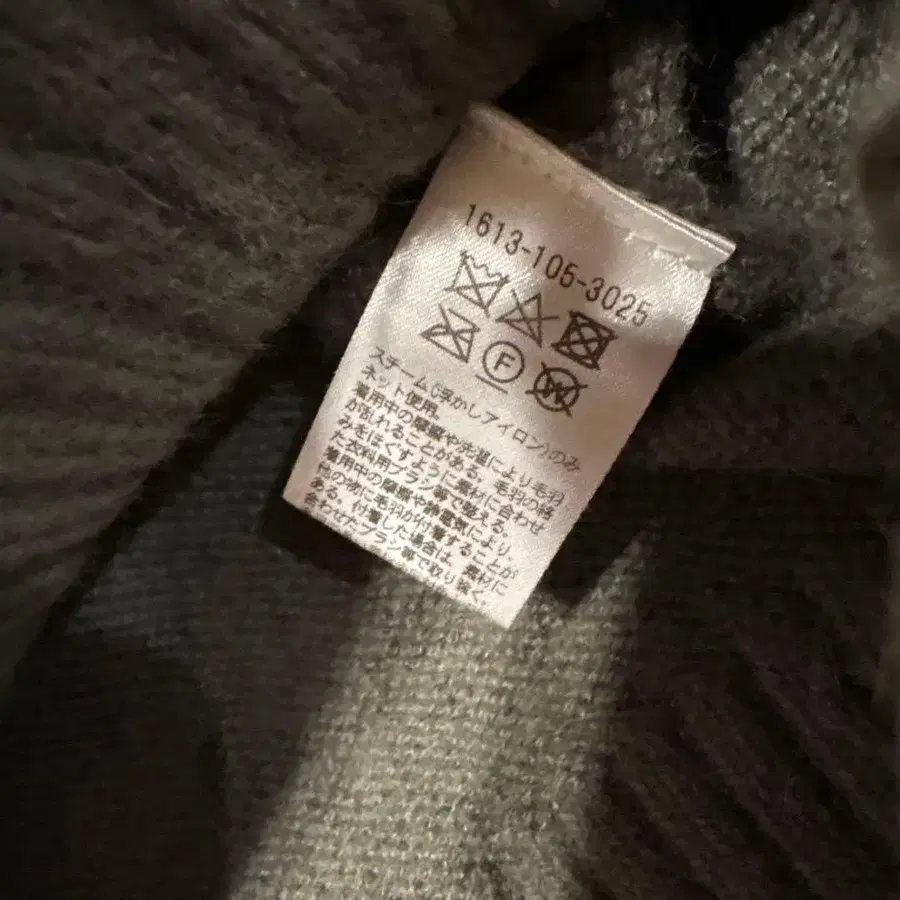 1613-105-3025
F
W
スチーム(浮かしアイロン)のみ
ネット使用。
着用中の摩擦や洗濯により毛羽
が乱れることがある。毛羽の絡
みをほぐすように素材に合わせ
た衣料用ブラシ等で整える。
着用中の摩擦や静電気により、
他の物に毛羽が付着することが
ある。付着した場合は、素材に
合わせたブラシ等で取り除く。